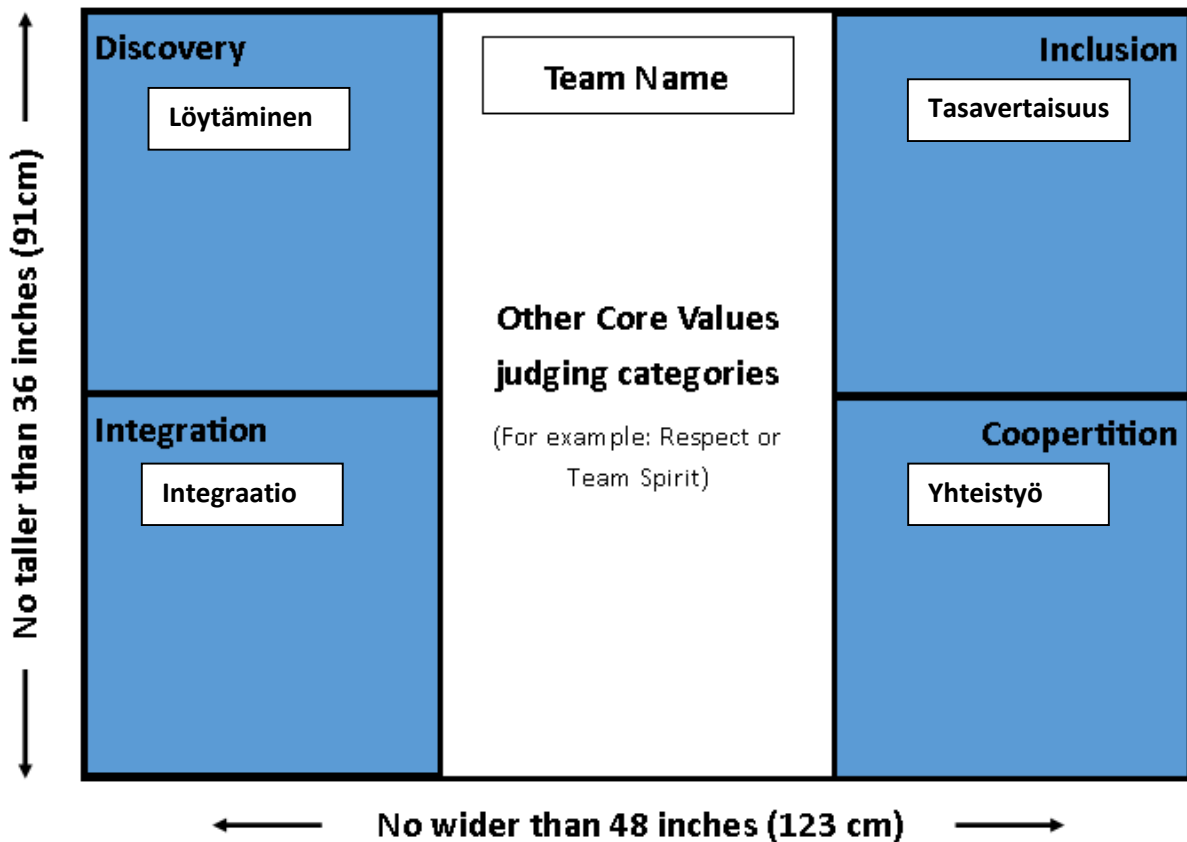 No taller than 36 inches (91cm)
Discovery
Löytäminen
Integration
Integraatio
Team Name
Other Core Values
judging categories
(For example: Respect or
Team Spirit)
Inclusion
Tasavertaisuus
Coopertition
Yhteistyö
No wider than 48 inches (123 cm)